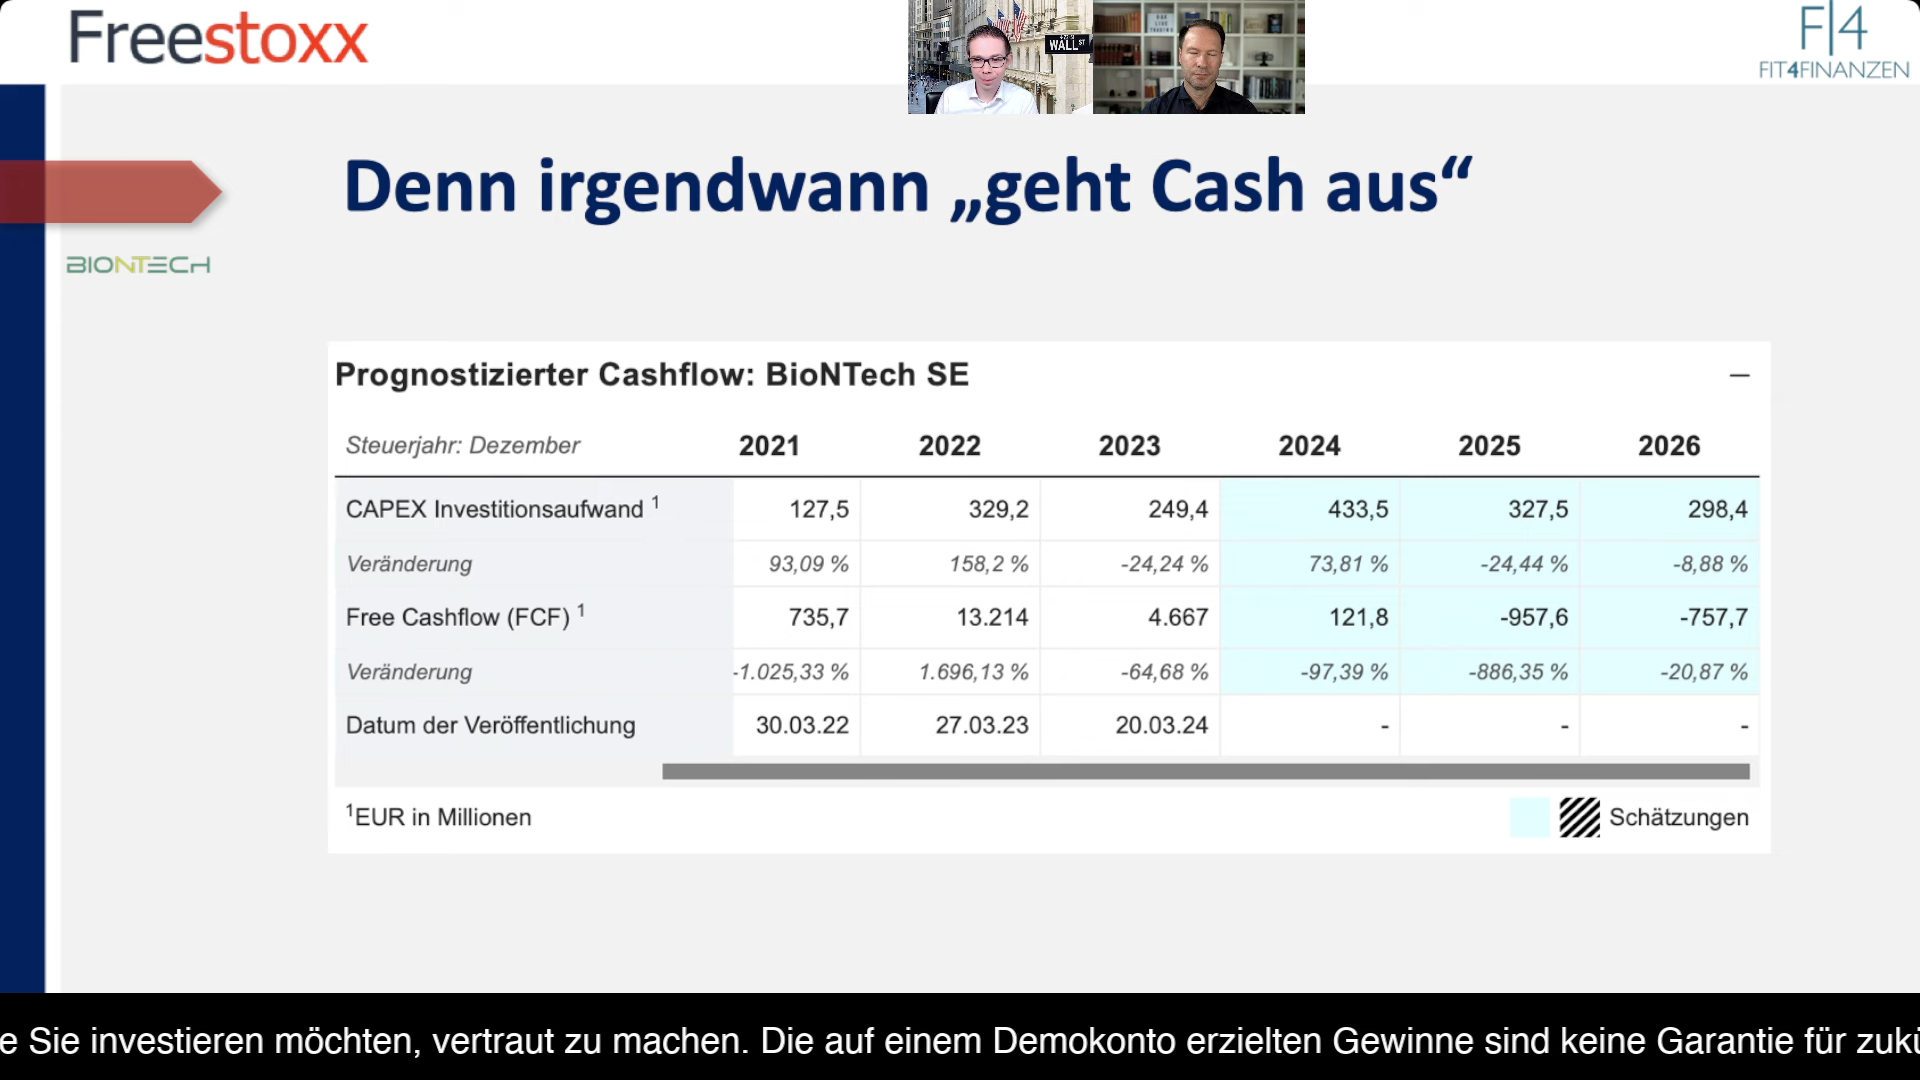 Freestoxx
WALL ST
F|4
FIT4FINANZEN
Denn irgendwann „geht Cash aus“
BIONTECH
Prognostizierter Cashflow: BioNTech SE
Steuerjahr: Dezember 2021 2022 2023 2024 2025 2026
CAPEX Investitionsaufwand 1 127,5 329,2 249,4 433,5 327,5 298,4
Veränderung 93,09 % 158,2 % -24,24 % 73,81 % -24,44 % -8,88 %
Free Cashflow (FCF) 1 735,7 13.214 4.667 121,8 -957,6 -757,7
Veränderung -1.025,33 % 1.696,13 % -64,68 % -97,39 % -886,35 % -20,87 %
Datum der Veröffentlichung 30.03.22 27.03.23 20.03.24 - - -
1EUR in Millionen Schätzungen
e Sie investieren möchten, vertraut zu machen. Die auf einem Demokonto erzielten Gewinne sind keine Garantie für zukü